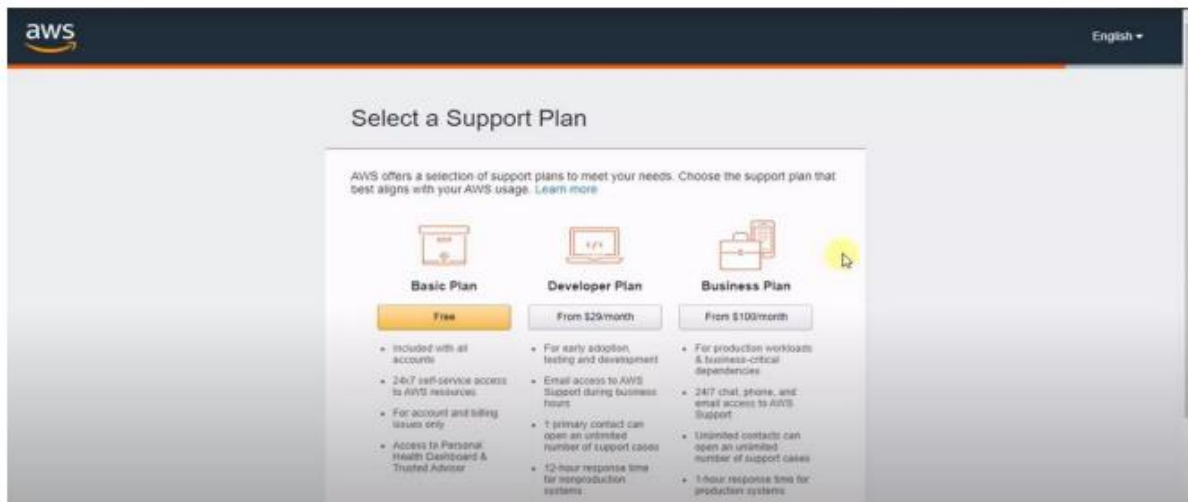 aws
English
Select a Support Plan
AWS offers a selection of support plans to meet your needs. Choose the support plan that
best aligns with your AWS usage. Learn more
Basic Plan
Free
• Included with all
accounts
• 24x7 self-service access
to AWS resources
• For account and billing
issues only
• Access to Personal
Health Dashboard &
Trusted Advisor
Developer Plan
From $29/month
• For early adoption,
testing and development
• Email access to AWS
Support during business
hours
• 1 primary contact can
open an unlimited
number of support cases
• 12-hour response time
for nonproduction
systems
Business Plan
From $100/month
• For production workloads
& business-critical
dependencies
• 24/7 chat, phone, and
email access to AWS
Support
• Unlimited contacts can
open an unlimited
number of support cases
• 1-hour response time for
production systems